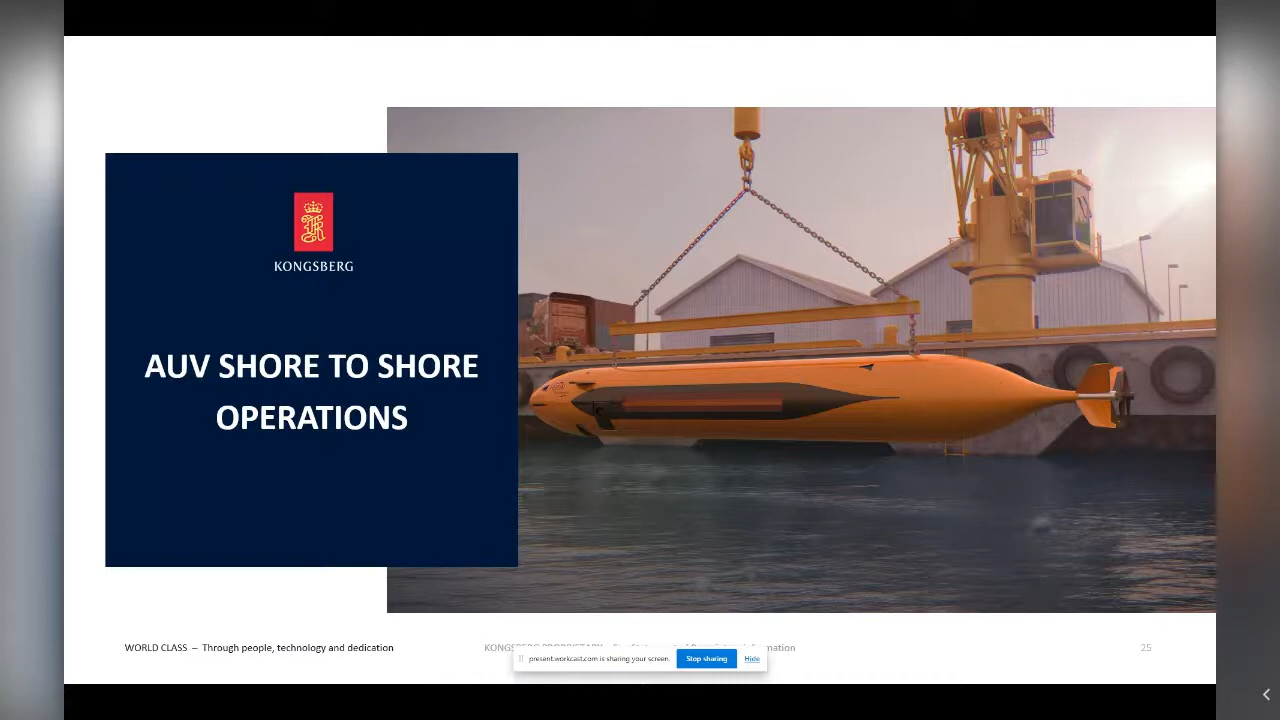 KONGSBERG
AUV SHORE TO SHORE
OPERATIONS
WORLD CLASS – Through people, technology and dedication
25
present.workcast.com is sharing your screen.
Stop sharing
Hide